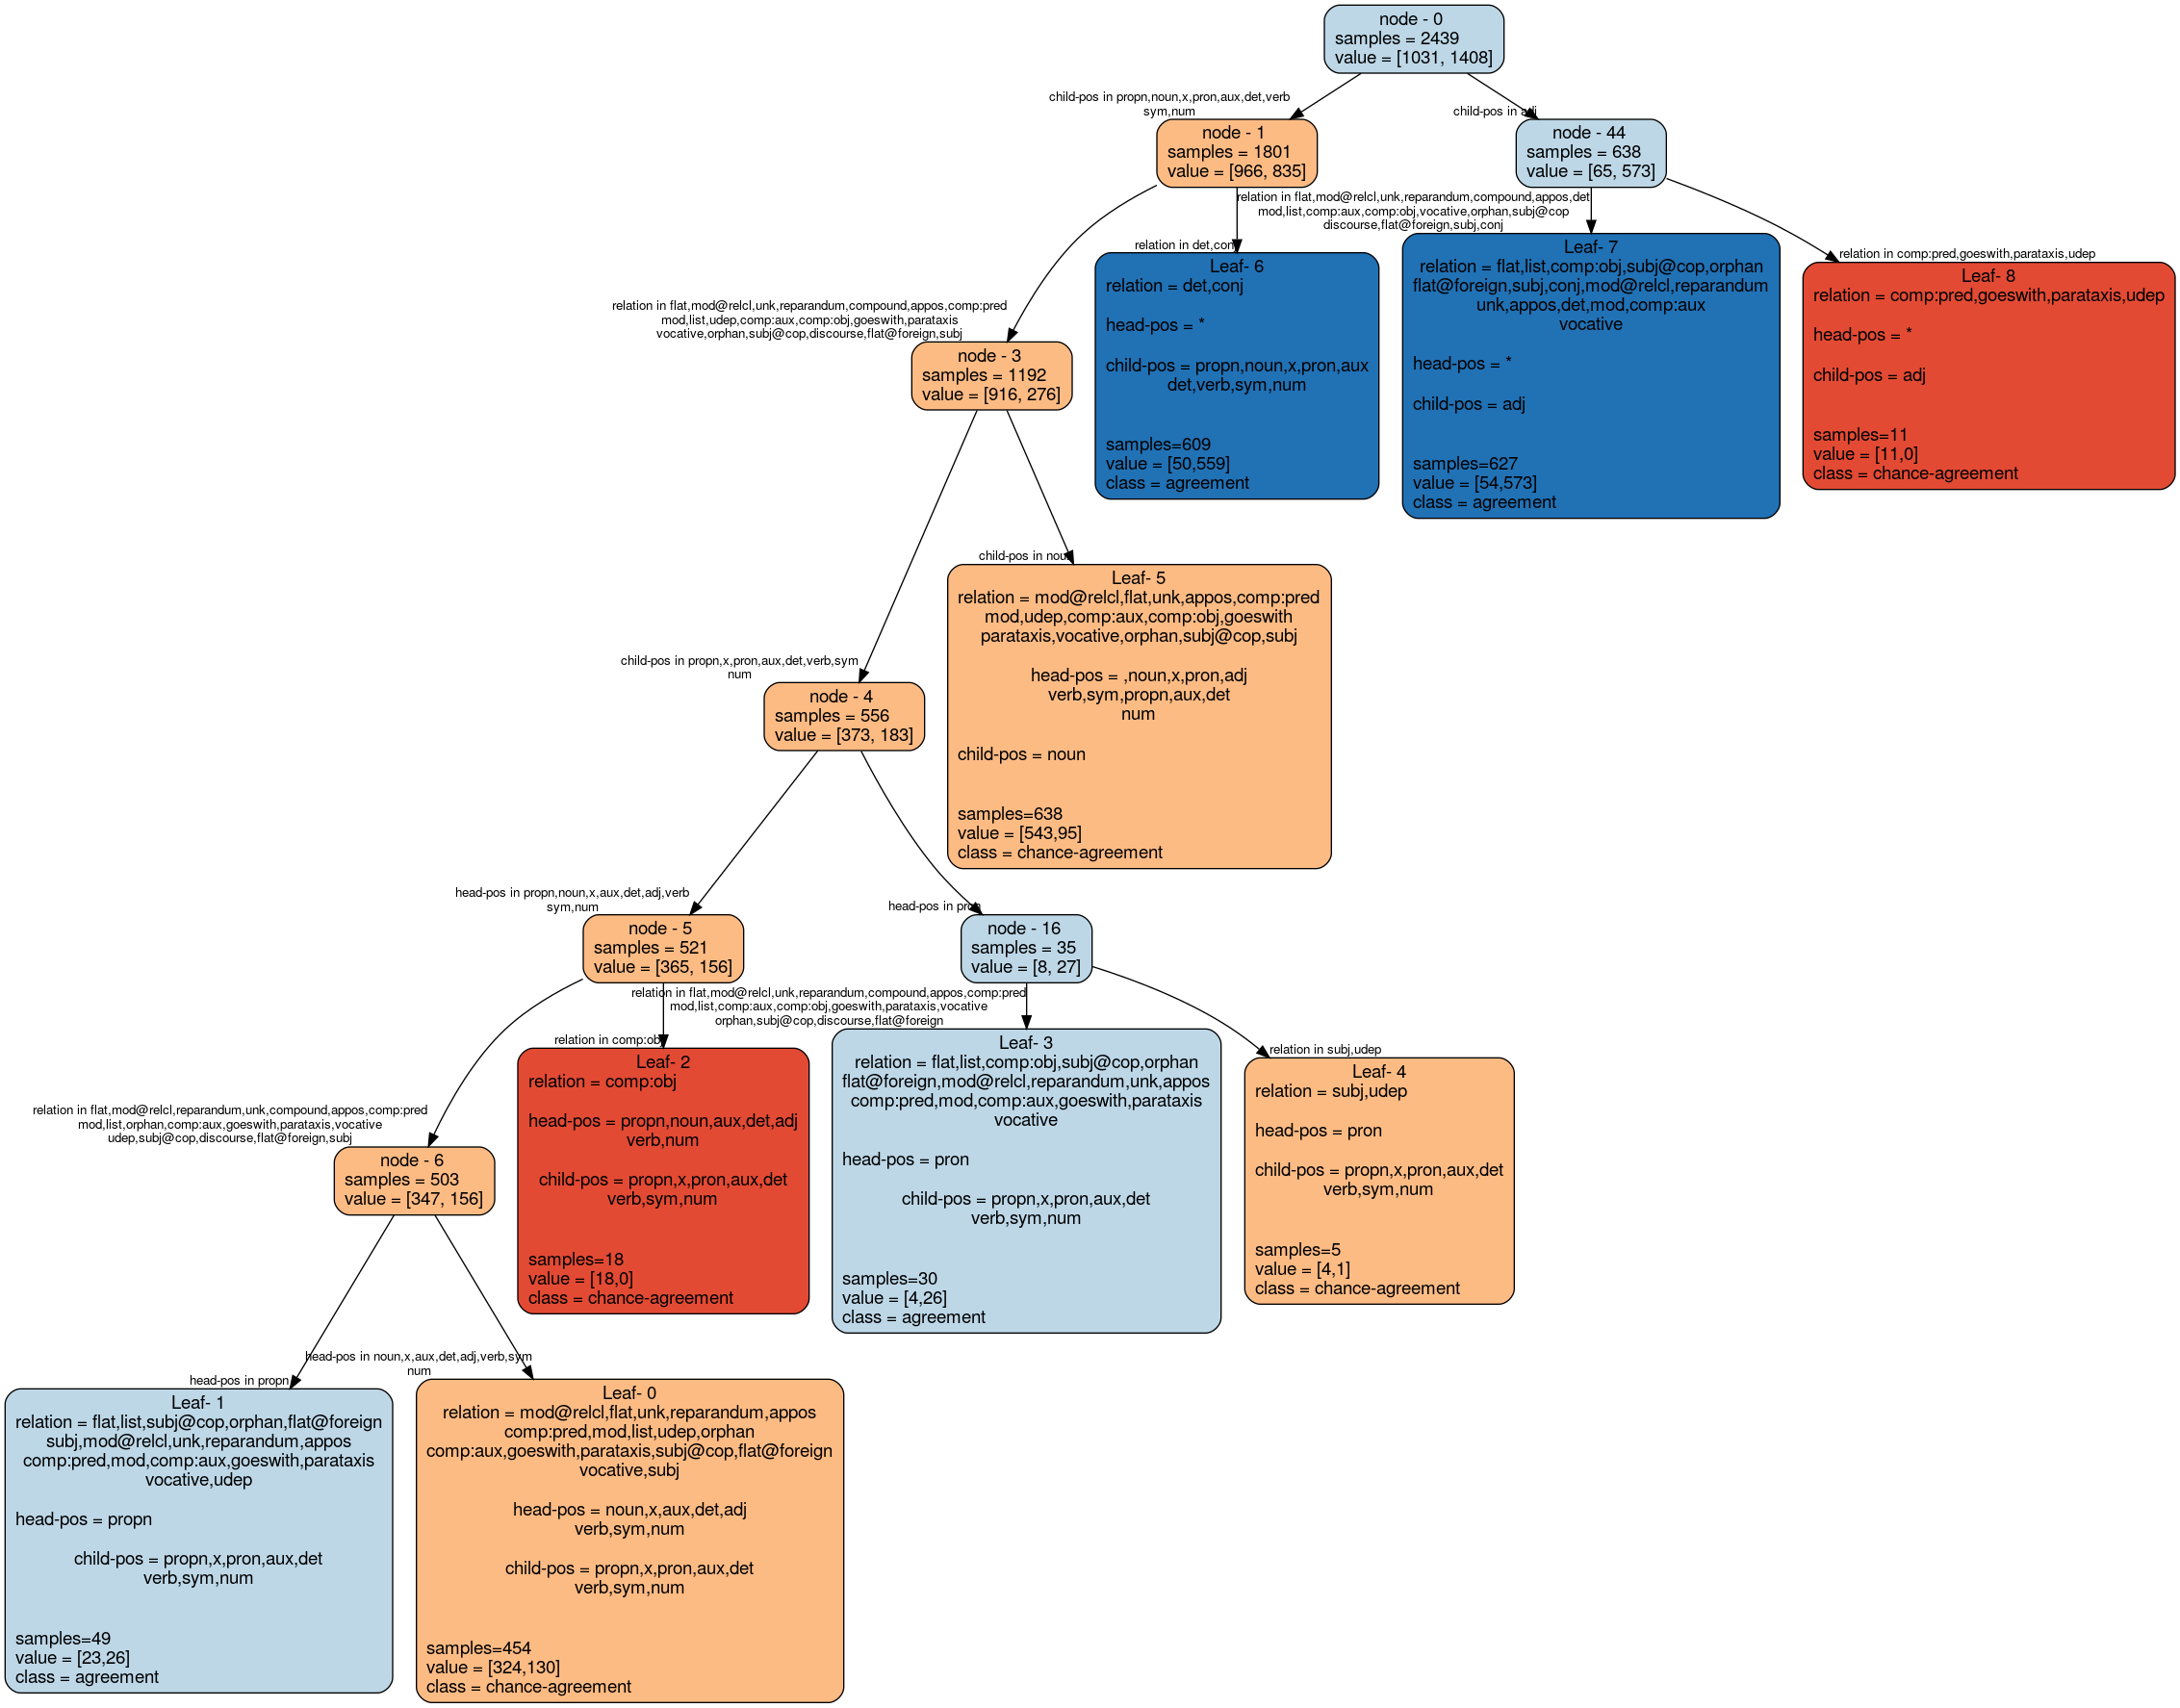 node - 0
samples = 2439
value = [1031, 1408]
child-pos in propn,noun,x,pron,aux,det,verb
sym,num
child-pos in adj
node - 1
samples = 1801
value = [966, 835]
node - 44
samples = 638
value = [65, 573]
relation in flat,mod@relcl,unk,reparandum,compound,appos,comp:pred
mod,list,udep,comp:aux,comp:obj,goeswith,parataxis
vocative,orphan,subj@cop,discourse,flat@foreign,subj
relation in det,conj
relation in flat,mod@relcl,unk,reparandum,compound,appos,det
mod,list,comp:aux,comp:obj,vocative,orphan,subj@cop
discourse,flat@foreign,subj,conj
relation in comp:pred,goeswith,parataxis,udep
node - 3
samples = 1192
value = [916, 276]
Leaf- 6
relation = det,conj
head-pos = *
child-pos = propn,noun,x,pron,aux
det,verb,sym,num
samples=609
value = [50,559]
class = agreement
Leaf- 7
relation = flat,list,comp:obj,subj@cop,orphan
flat@foreign,subj,conj,mod@relcl,reparandum
unk,appos,det,mod,comp:aux
vocative
head-pos = *
child-pos = adj
samples=627
value = [54,573]
class = agreement
Leaf- 8
relation = comp:pred,goeswith,parataxis,udep
head-pos = *
child-pos = adj
samples=11
value = [11,0]
class = chance-agreement
child-pos in propn,x,pron,aux,det,verb,sym
num
child-pos in noun
node - 4
samples = 556
value = [373, 183]
Leaf- 5
relation = mod@relcl,flat,unk,appos,comp:pred
mod,udep,comp:aux,comp:obj,goeswith
parataxis,vocative,orphan,subj@cop,subj
head-pos = ,noun,x,pron,adj
verb,sym,propn,aux,det
num
child-pos = noun
samples=638
value = [543,95]
class = chance-agreement
head-pos in propn,noun,x,aux,det,adj,verb
sym,num
head-pos in pron
node - 5
samples = 521
value = [365, 156]
node - 16
samples = 35
value = [8, 27]
relation in flat,mod@relcl,reparandum,unk,compound,appos,comp:pred
mod,list,orphan,comp:aux,goeswith,parataxis,vocative
udep,subj@cop,discourse,flat@foreign,subj
relation in comp:obj
relation in flat,mod@relcl,unk,reparandum,compound,appos,comp:pred
mod,list,comp:aux,comp:obj,goeswith,parataxis,vocative
orphan,subj@cop,discourse,flat@foreign
relation in subj,udep
node - 6
samples = 503
value = [347, 156]
Leaf- 2
relation = comp:obj
head-pos = propn,noun,aux,det,adj
verb,num
child-pos = propn,x,pron,aux,det
verb,sym,num
samples=18
value = [18,0]
class = chance-agreement
Leaf- 3
relation = flat,list,comp:obj,subj@cop,orphan
flat@foreign,mod@relcl,reparandum,unk,appos
comp:pred,mod,comp:aux,goeswith,parataxis
vocative
head-pos = pron
child-pos = propn,x,pron,aux,det
verb,sym,num
samples=30
value = [4,26]
class = agreement
Leaf- 4
relation = subj,udep
head-pos = pron
child-pos = propn,x,pron,aux,det
verb,sym,num
samples=5
value = [4,1]
class = chance-agreement
head-pos in propn
head-pos in noun,x,aux,det,adj,verb,sym
num
Leaf- 1
relation = flat,list,subj@cop,orphan,flat@foreign
subj,mod@relcl,unk,reparandum,appos
comp:pred,mod,comp:aux,goeswith,parataxis
vocative,udep
head-pos = propn
child-pos = propn,x,pron,aux,det
verb,sym,num
samples=49
value = [23,26]
class = agreement
Leaf- 0
relation = mod@relcl,flat,unk,reparandum,appos
comp:pred,mod,list,udep,orphan
comp:aux,goeswith,parataxis,subj@cop,flat@foreign
vocative,subj
head-pos = noun,x,aux,det,adj
verb,sym,num
child-pos = propn,x,pron,aux,det
verb,sym,num
samples=454
value = [324,130]
class = chance-agreement